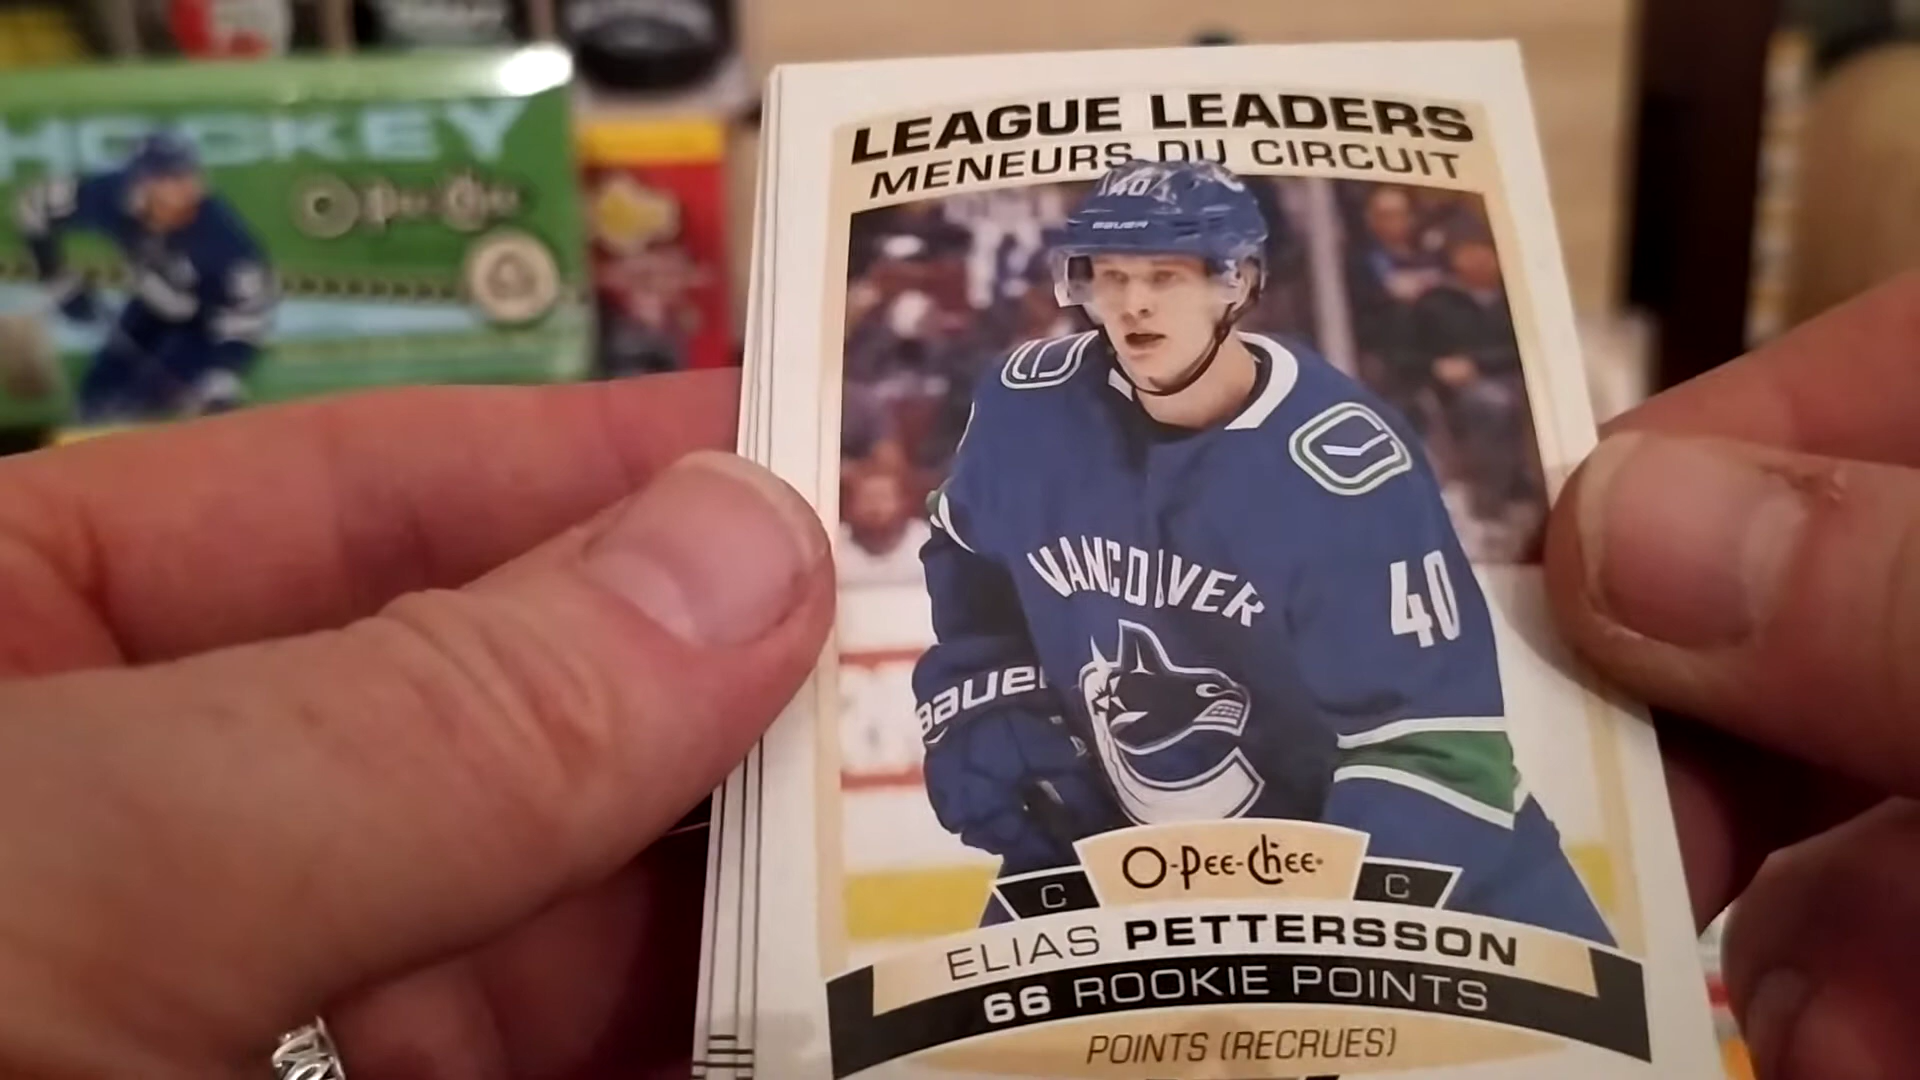 HOCKEY
O-Pee-Chee
LEAGUE LEADERS
MENEURS DU CIRCUIT
40
BAUER
VANCOUVER
40
BAUER
O-Pee-Chee
C
C
ELIAS PETTERSSON
66 ROOKIE POINTS
POINTS (RECRUES)